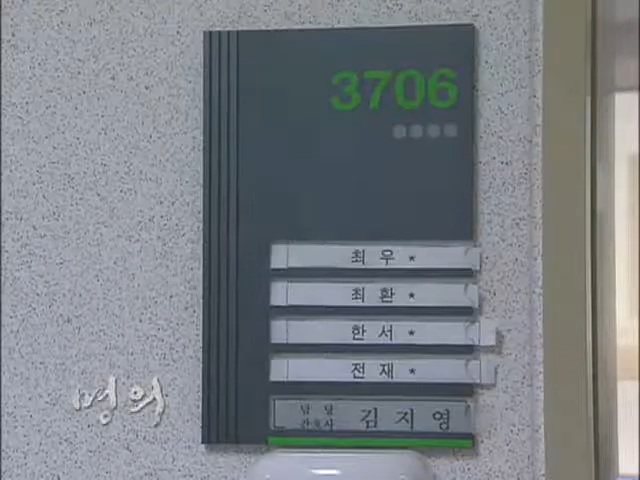 3706
최 우 *
최 환 *
한 서 *
전 재 *
담 당
간호사 김 지 영
명의